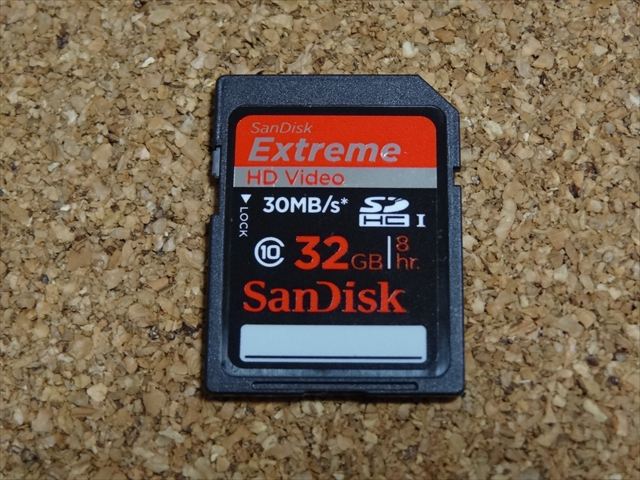 SanDisk
Extreme
HD Video
30MB/s* SDHC I
▼ LOCK
10 32GB 8 hr.
SanDisk